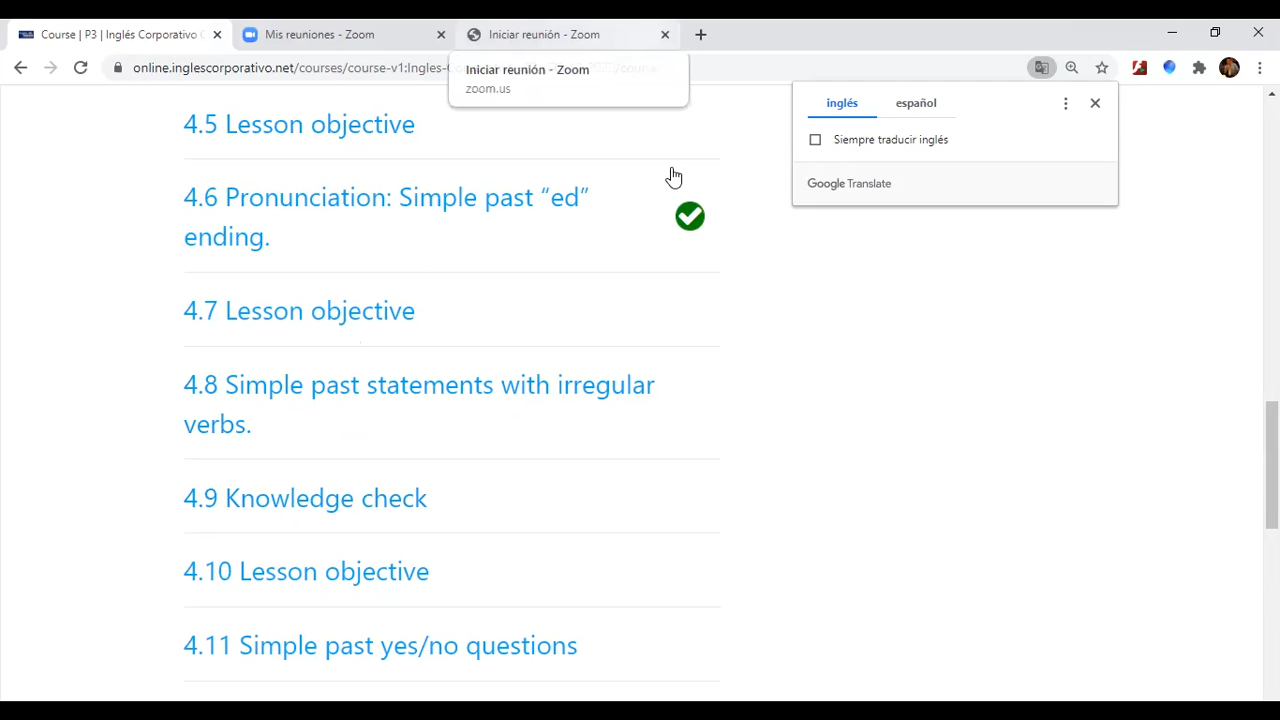 Course | P3 | Inglés Corporativo
Mis reuniones - Zoom
Iniciar reunión - Zoom
online.inglescorporativo.net/courses/course-v1:Ingles-C
Iniciar reunión - Zoom
zoom.us
inglés
español
Siempre traducir inglés
Google Translate
4.5 Lesson objective
4.6 Pronunciation: Simple past “ed”
ending.
4.7 Lesson objective
4.8 Simple past statements with irregular
verbs.
4.9 Knowledge check
4.10 Lesson objective
4.11 Simple past yes/no questions